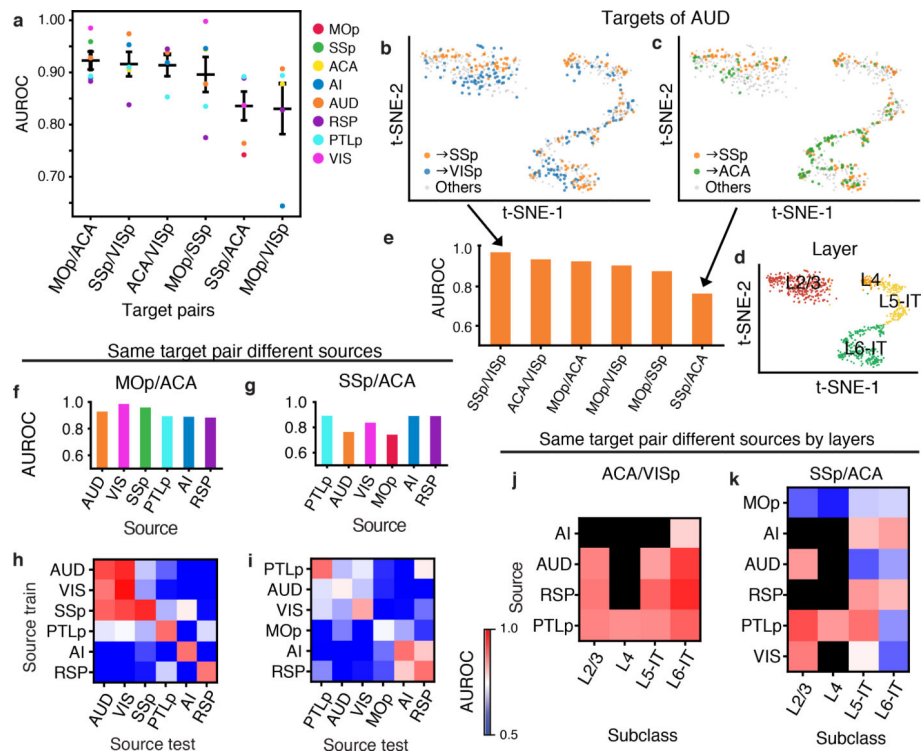 a
1.00
0.90
0.80
0.70
AUROC
MOp/ACA
SSp/VISp
ACA/VISp
MOp/SSp
SSp/ACA
MOp/VISp
Target pairs
MOp
SSp
ACA
AI
AUD
RSP
PTLp
VIS
Targets of AUD
b
t-SNE-2
→SSp
→VISp
Others
t-SNE-1
c
t-SNE-2
→SSp
→ACA
Others
t-SNE-1
d
Layer
L2/3
L4
L5-IT
L6-IT
t-SNE-2
t-SNE-1
e
1.0
0.8
0.6
AUROC
SSp/VISp
ACA/VISp
MOp/ACA
MOp/VISp
MOp/SSp
SSp/ACA
Same target pair different sources
f
MOp/ACA
1.0
0.8
0.6
AUROC
AUD
VIS
SSp
PTLp
AI
RSP
Source
g
SSp/ACA
1.0
0.8
0.6
PTLp
AUD
VIS
MOp
AI
RSP
Source
h
AUD
VIS
SSp
PTLp
AI
RSP
Source train
AUD
VIS
SSp
PTLp
AI
RSP
Source test
i
PTLp
AUD
VIS
MOp
AI
RSP
PTLp
AUD
VIS
MOp
AI
RSP
Source test
1.0
0.5
AUROC
Same target pair different sources by layers
j
ACA/VISp
AI
AUD
RSP
PTLp
Source
L2/3
L4
L5-IT
L6-IT
Subclass
k
SSp/ACA
MOp
AI
AUD
RSP
PTLp
VIS
L2/3
L4
L5-IT
L6-IT
Subclass